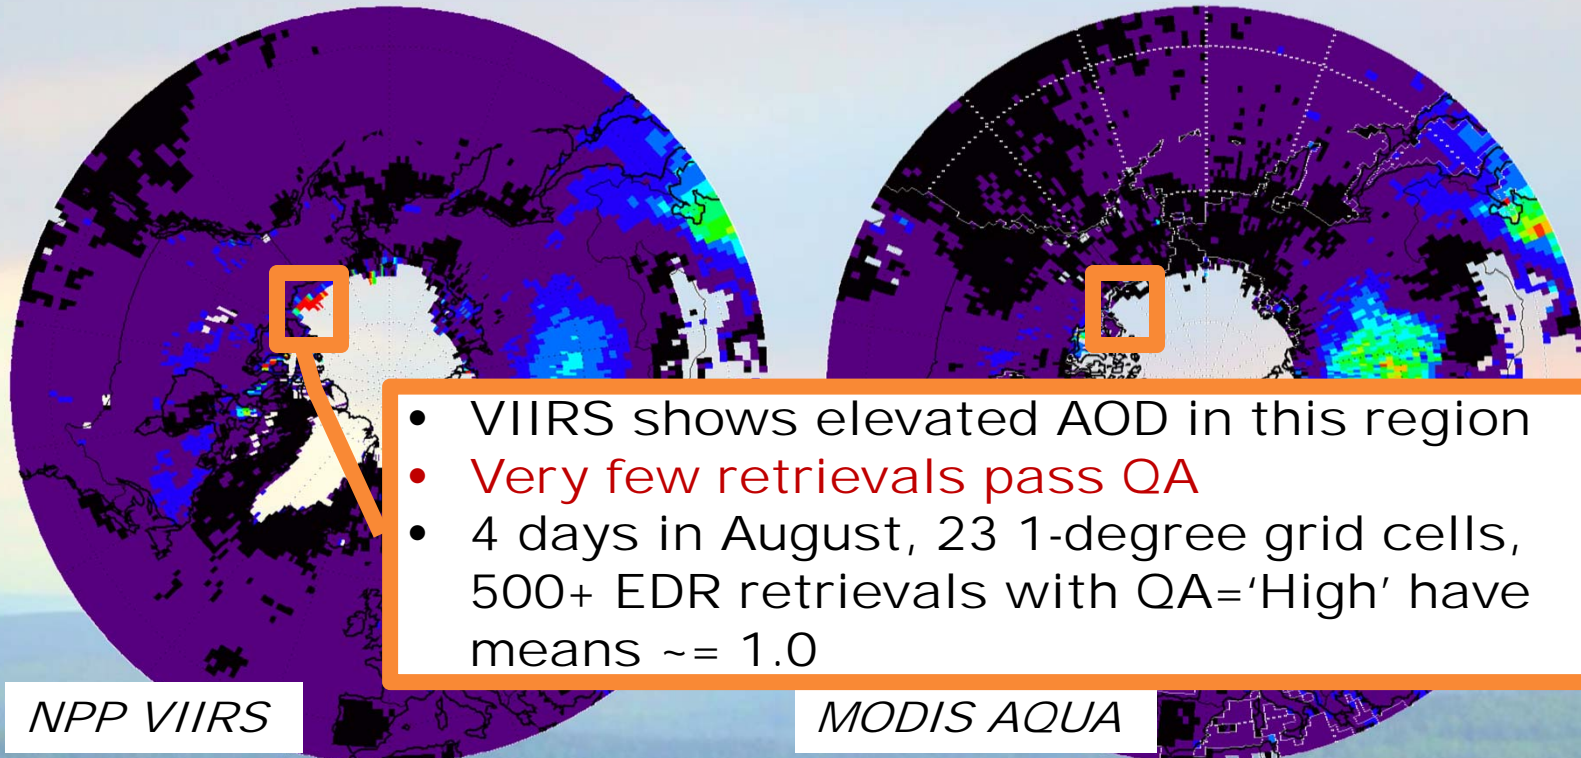 • VIIRS shows elevated AOD in this region
• Very few retrievals pass QA
• 4 days in August, 23 1-degree grid cells,
500+ EDR retrievals with QA=‘High’ have
means ~= 1.0
NPP VIIRS
MODIS AQUA